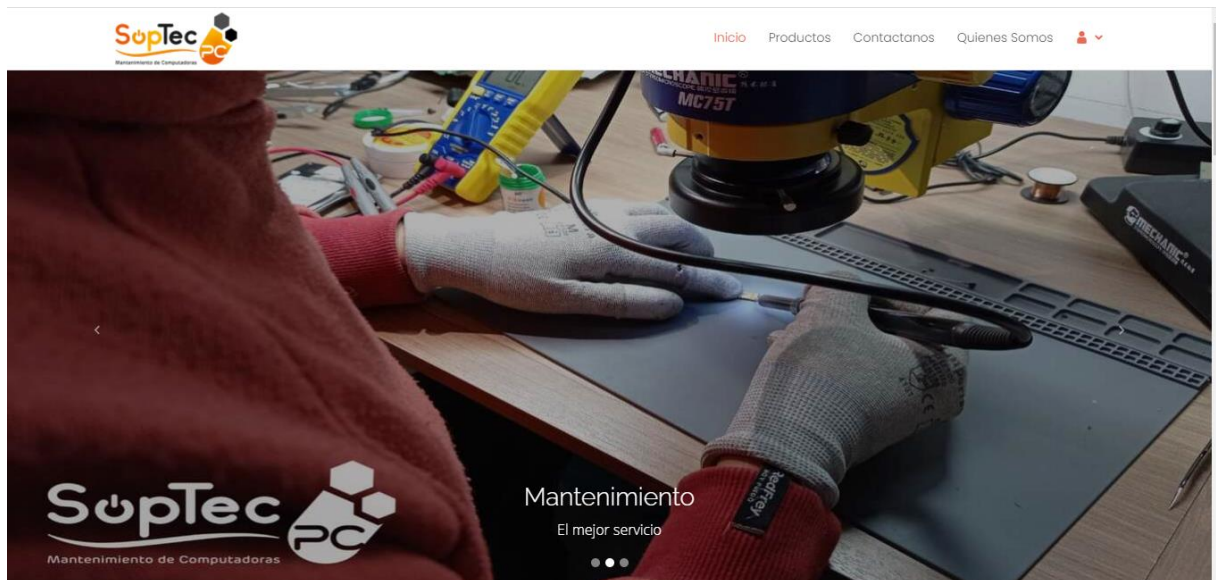 SopTec
PC
Mantenimiento de Computadoras
Inicio Productos Contactanos Quienes Somos
MECHANIC
MC75T
MECHANIC
SopTec
PC
Mantenimiento de Computadoras
Mantenimiento
El mejor servicio